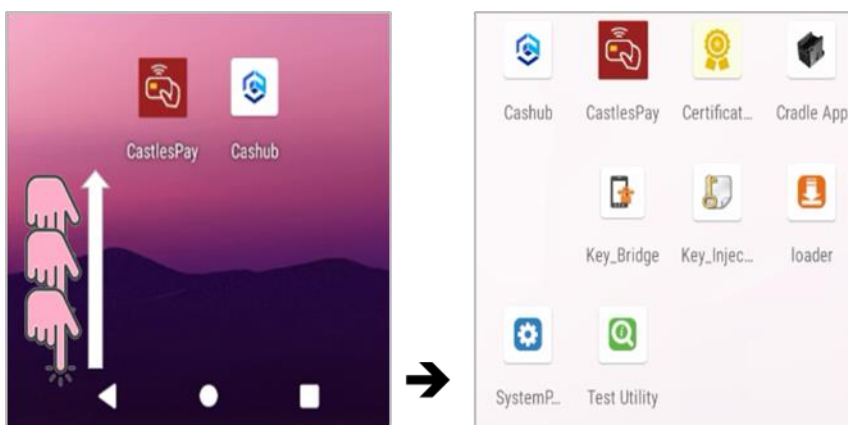 CastlesPay Cashub
Cashub CastlesPay Certificat... Cradle App
Key_Bridge Key_Injec... loader
SystemP... Test Utility